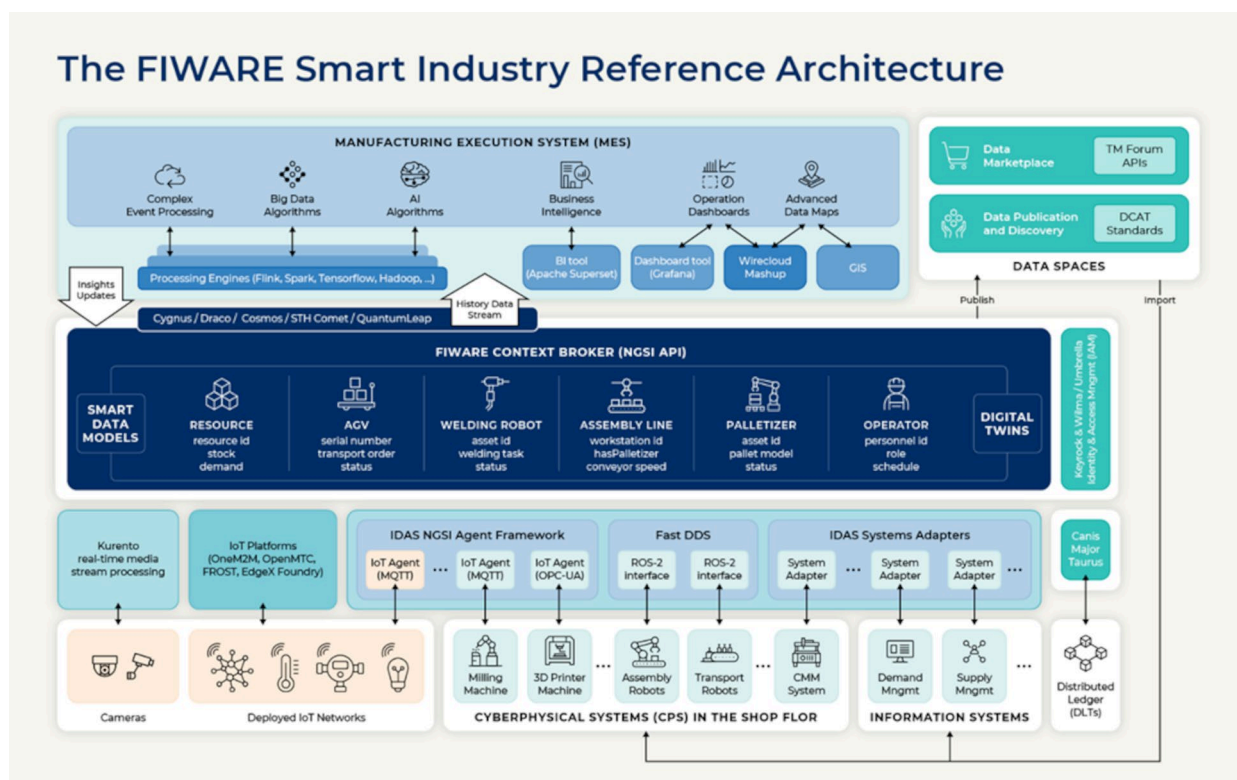 The FIWARE Smart Industry Reference Architecture
MANUFACTURING EXECUTION SYSTEM (MES)
Complex
Event Processing
Big Data
Algorithms
AI
Algorithms
Business
Intelligence
Operation
Dashboards
Advanced
Data Maps
Processing Engines (Flink, Spark, Tensorflow, Hadoop, ...)
BI tool
(Apache Superset)
Dashboard tool
(Grafana)
Wirecloud
Mashup
GIS
Data
Marketplace
TM Forum
APIs
Data Publication
and Discovery
DCAT
Standards
DATA SPACES
Publish
Import
Insights
Updates
History Data
Stream
Cygnus / Draco / Cosmos / STH Comet / QuantumLeap
FIWARE CONTEXT BROKER (NGSI API)
SMART
DATA
MODELS
RESOURCE
resource id
stock
demand
AGV
serial number
transport order
status
WELDING ROBOT
asset id
welding task
status
ASSEMBLY LINE
workstation id
hasPalletizer
conveyor speed
PALLETIZER
asset id
pallet model
status
OPERATOR
personnel id
role
schedule
DIGITAL
TWINS
Keyrock & Wilma / Umbrella
Identity & Access Mngmt (IAM)
Kurento
real-time media
stream processing
IoT Platforms
(OneM2M, OpenMTC,
FROST, EdgeX Foundry)
IDAS NGSI Agent Framework
IoT Agent
(MQTT)
...
IoT Agent
(MQTT)
IoT Agent
(OPC-UA)
Fast DDS
ROS-2
interface
ROS-2
interface
IDAS Systems Adapters
System
Adapter
...
System
Adapter
System
Adapter
...
Canis
Major
Taurus
Cameras
Deployed IoT Networks
Milling
Machine
3D Printer
Machine
...
Assembly
Robots
Transport
Robots
...
CMM
System
CYBERPHYSICAL SYSTEMS (CPS) IN THE SHOP FLOR
Demand
Mngmt
Supply
Mngmt
...
INFORMATION SYSTEMS
Distributed
Ledger
(DLTs)